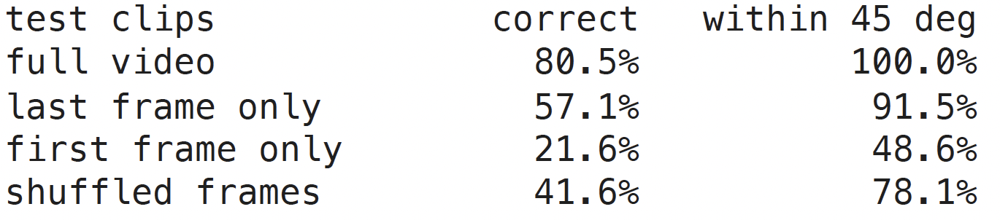 test clips correct within 45 deg
full video 80.5% 100.0%
last frame only 57.1% 91.5%
first frame only 21.6% 48.6%
shuffled frames 41.6% 78.1%